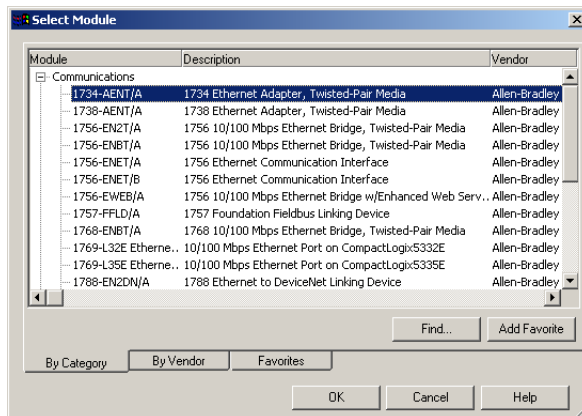 Select Module
Module Description Vendor
Communications
1734-AENT/A 1734 Ethernet Adapter, Twisted-Pair Media Allen-Bradley
1738-AENT/A 1738 Ethernet Adapter, Twisted-Pair Media Allen-Bradley
1756-EN2T/A 1756 10/100 Mbps Ethernet Bridge, Twisted-Pair Media Allen-Bradley
1756-ENBT/A 1756 10/100 Mbps Ethernet Bridge, Twisted-Pair Media Allen-Bradley
1756-ENET/A 1756 Ethernet Communication Interface Allen-Bradley
1756-ENET/B 1756 Ethernet Communication Interface Allen-Bradley
1756-EWEB/A 1756 10/100 Mbps Ethernet Bridge w/Enhanced Web Serv... Allen-Bradley
1757-FFLD/A 1757 Foundation Fieldbus Linking Device Allen-Bradley
1768-ENBT/A 1768 10/100 Mbps Ethernet Bridge, Twisted-Pair Media Allen-Bradley
1769-L32E Etherne... 10/100 Mbps Ethernet Port on CompactLogix5332E Allen-Bradley
1769-L35E Etherne... 10/100 Mbps Ethernet Port on CompactLogix5335E Allen-Bradley
1788-EN2DN/A 1788 Ethernet to DeviceNet Linking Device Allen-Bradley
Find... Add Favorite
By Category By Vendor Favorites
OK Cancel Help